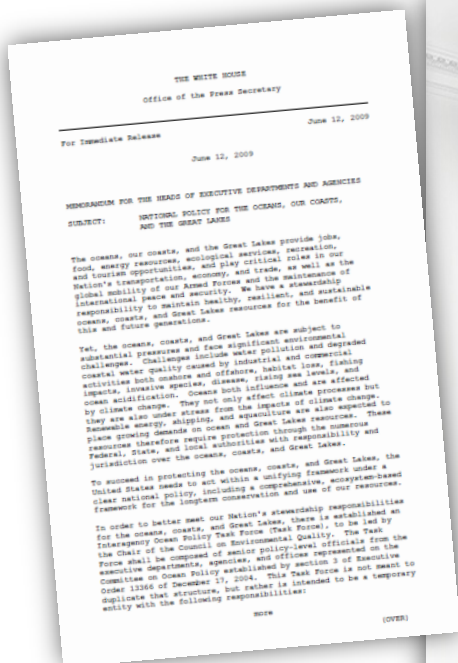 THE WHITE HOUSE
Office of the Press Secretary
For Immediate Release June 12, 2009
June 12, 2009
MEMORANDUM FOR THE HEADS OF EXECUTIVE DEPARTMENTS AND AGENCIES
SUBJECT: NATIONAL POLICY FOR THE OCEANS, OUR COASTS,
AND THE GREAT LAKES
The oceans, our coasts, and the Great Lakes provide jobs,
food, energy resources, ecological services, recreation,
and tourism opportunities, and play critical roles in our
Nation's transportation, economy, and trade, as well as the
global mobility of our Armed Forces and the maintenance of
international peace and security. We have a stewardship
responsibility to maintain healthy, resilient, and sustainable
oceans, coasts, and Great Lakes resources for the benefit of
this and future generations.
Yet, the oceans, coasts, and Great Lakes are subject to
substantial pressures and face significant environmental
challenges. Challenges include water pollution and degraded
coastal water quality caused by industrial and commercial
activities both onshore and offshore, habitat loss, fishing
impacts, invasive species, disease, rising sea levels, and
ocean acidification. Oceans both influence and are affected
by climate change. They not only affect climate processes but
they are also under stress from the impacts of climate change.
Renewable energy, shipping, and aquaculture are also expected to
place growing demands on ocean and Great Lakes resources. These
resources therefore require protection through the numerous
Federal, State, and local authorities with responsibility and
jurisdiction over the oceans, coasts, and Great Lakes.
To succeed in protecting the oceans, coasts, and Great Lakes, the
United States needs to act within a unifying framework under a
clear national policy, including a comprehensive, ecosystem-based
framework for the longterm conservation and use of our resources.
In order to better meet our Nation's stewardship responsibilities
for the oceans, coasts, and Great Lakes, there is established an
Interagency Ocean Policy Task Force (Task Force), to be led by
the Chair of the Council on Environmental Quality. The Task
Force shall be composed of senior policy-level officials from the
executive departments, agencies, and offices represented on the
Committee on Ocean Policy established by section 3 of Executive
Order 13366 of December 17, 2004. This Task Force is not meant to
duplicate that structure, but rather is intended to be a temporary
entity with the following responsibilities:
more
(OVER)